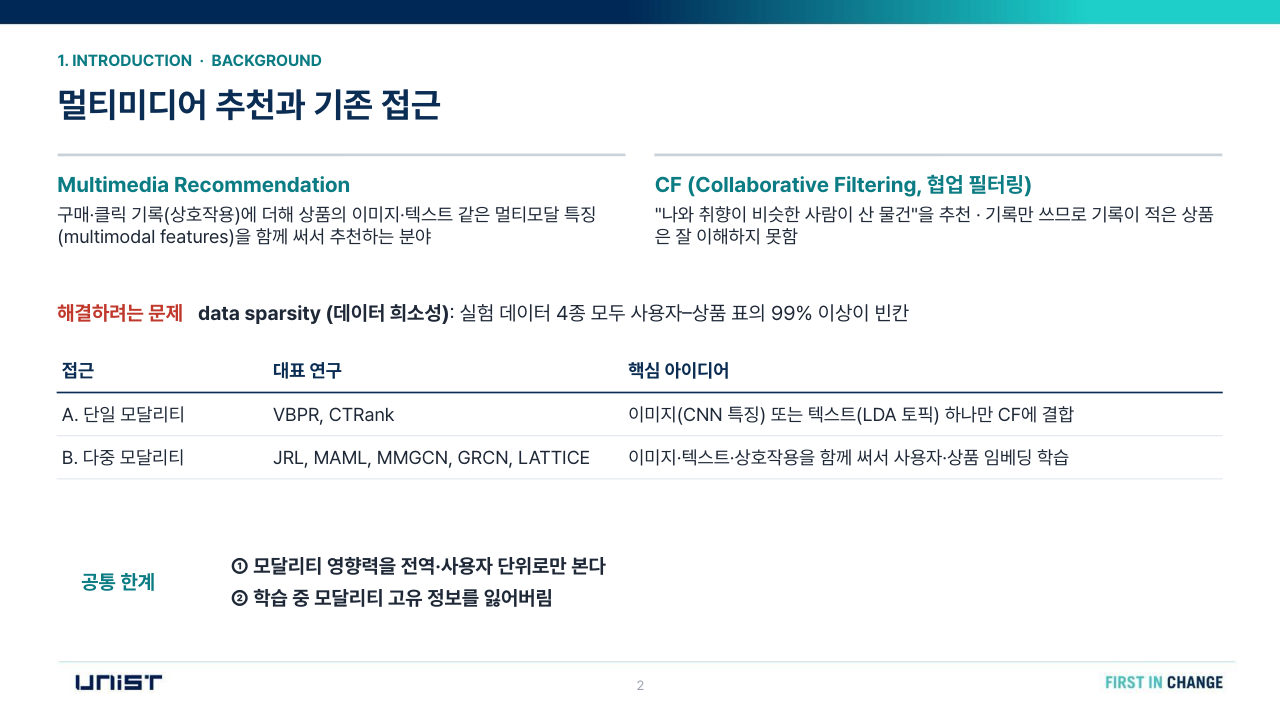 1. INTRODUCTION · BACKGROUND
멀티미디어 추천과 기존 접근
Multimedia Recommendation
구매·클릭 기록(상호작용)에 더해 상품의 이미지·텍스트 같은 멀티모달 특징
(multimodal features)을 함께 써서 추천하는 분야
CF (Collaborative Filtering, 협업 필터링)
"나와 취향이 비슷한 사람이 산 물건"을 추천 · 기록만 쓰므로 기록이 적은 상품
은 잘 이해하지 못함
해결하려는 문제 data sparsity (데이터 희소성): 실험 데이터 4종 모두 사용자–상품 표의 99% 이상이 빈칸
접근 대표 연구 핵심 아이디어
A. 단일 모달리티 VBPR, CTRank 이미지(CNN 특징) 또는 텍스트(LDA 토픽) 하나만 CF에 결합
B. 다중 모달리티 JRL, MAML, MMGCN, GRCN, LATTICE 이미지·텍스트·상호작용을 함께 써서 사용자·상품 임베딩 학습
공통 한계
① 모달리티 영향력을 전역·사용자 단위로만 본다
② 학습 중 모달리티 고유 정보를 잃어버림
UNIST
2
FIRST IN CHANGE